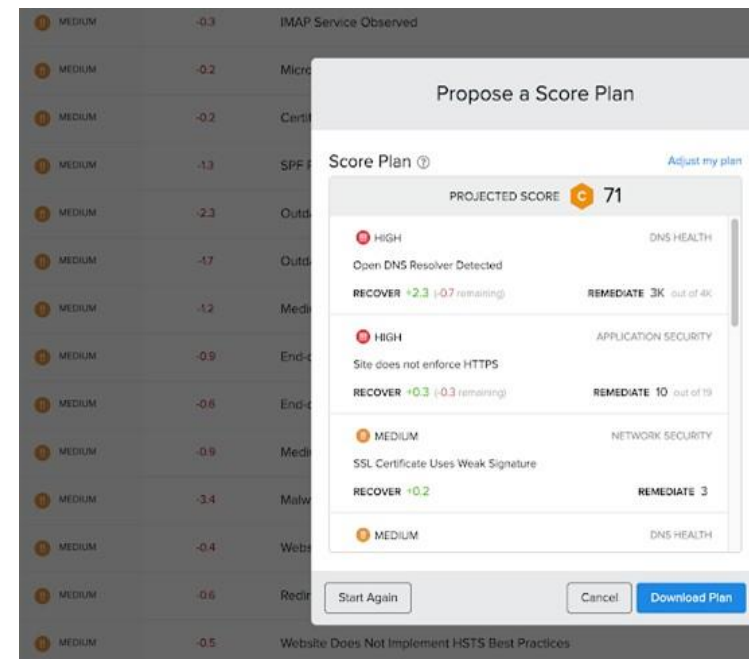 MEDIUM -0.3 IMAP Service Observed
MEDIUM -0.2 Micro
MEDIUM -0.2 Certi
MEDIUM -1.3 SPF
MEDIUM -2.3 Outd
MEDIUM -1.7 Outd
MEDIUM -1.2 Medi
MEDIUM -0.9 End-o
MEDIUM -0.6 End-o
MEDIUM -0.9 Medi
MEDIUM -3.4 Malw
MEDIUM -0.4 Webs
MEDIUM -0.6 Redir
MEDIUM -0.5 Website Does Not Implement HSTS Best Practices
Propose a Score Plan
Score Plan ? Adjust my plan
PROJECTED SCORE C 71
HIGH DNS HEALTH
Open DNS Resolver Detected
RECOVER +2.3 (-0.7 remaining) REMEDIATE 3K out of 4K
HIGH APPLICATION SECURITY
Site does not enforce HTTPS
RECOVER +0.3 (-0.3 remaining) REMEDIATE 10 out of 19
MEDIUM NETWORK SECURITY
SSL Certificate Uses Weak Signature
RECOVER +0.2 REMEDIATE 3
MEDIUM DNS HEALTH
Start Again Cancel Download Plan